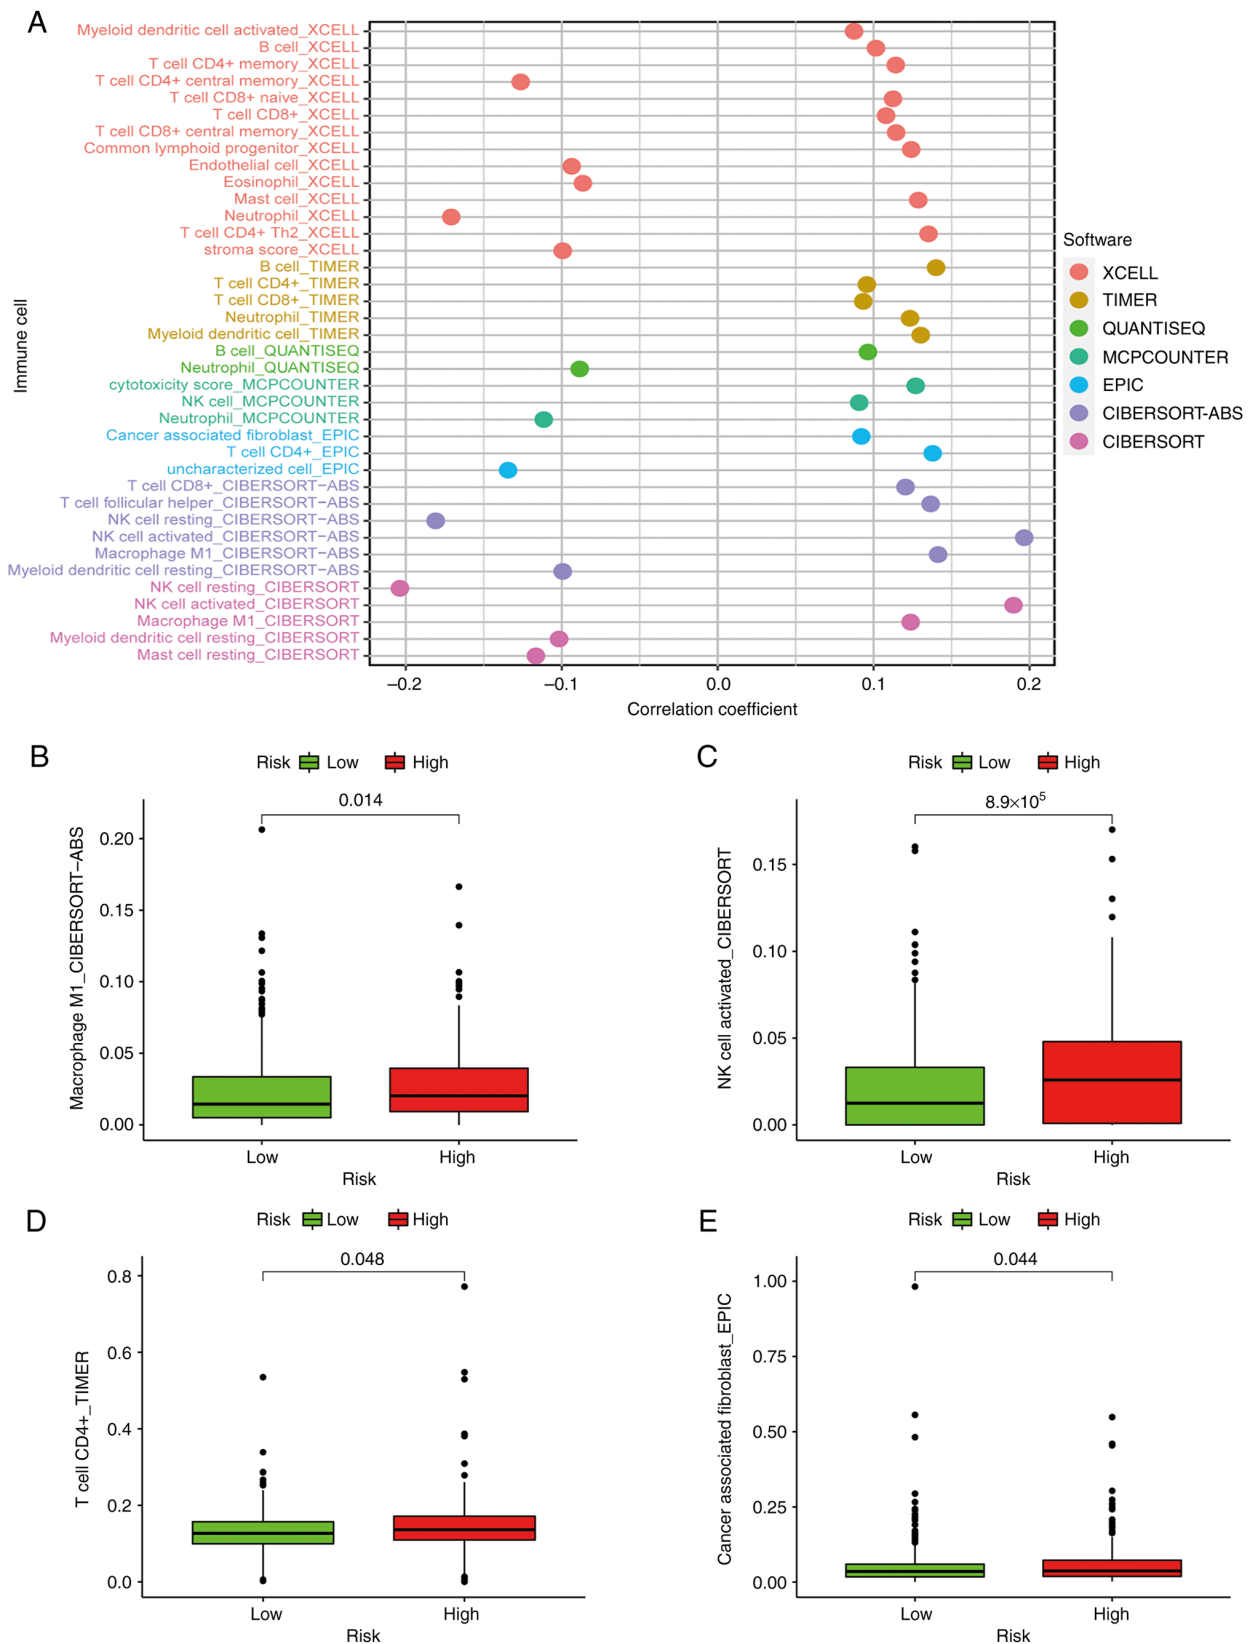 A
Myeloid dendritic cell activated_XCELL
B cell_XCELL
T cell CD4+ memory_XCELL
T cell CD4+ central memory_XCELL
T cell CD8+ naive_XCELL
T cell CD8+_XCELL
T cell CD8+ central memory_XCELL
Common lymphoid progenitor_XCELL
Endothelial cell_XCELL
Eosinophil_XCELL
Mast cell_XCELL
Neutrophil_XCELL
T cell CD4+ Th2_XCELL
stroma score_XCELL
B cell_TIMER
T cell CD4+_TIMER
T cell CD8+_TIMER
Neutrophil_TIMER
Myeloid dendritic cell_TIMER
B cell_QUANTISEQ
Neutrophil_QUANTISEQ
cytotoxicity score_MCPCOUNTER
NK cell_MCPCOUNTER
Neutrophil_MCPCOUNTER
Cancer associated fibroblast_EPIC
T cell CD4+_EPIC
uncharacterized cell_EPIC
T cell CD8+_CIBERSORT−ABS
T cell follicular helper_CIBERSORT−ABS
NK cell resting_CIBERSORT−ABS
NK cell activated_CIBERSORT−ABS
Macrophage M1_CIBERSORT−ABS
Myeloid dendritic cell resting_CIBERSORT−ABS
NK cell resting_CIBERSORT
NK cell activated_CIBERSORT
Macrophage M1_CIBERSORT
Myeloid dendritic cell resting_CIBERSORT
Mast cell resting_CIBERSORT
Immune cell
−0.2 −0.1 0.0 0.1 0.2
Correlation coefficient
Software
XCELL
TIMER
QUANTISEQ
MCPCOUNTER
EPIC
CIBERSORT-ABS
CIBERSORT
B
Risk Low High
0.014
Macrophage M1_CIBERSORT−ABS
0.20
0.15
0.10
0.05
0.00
Low High
Risk
C
Risk Low High
8.9×10⁵
NK cell activated_CIBERSORT
0.15
0.10
0.05
0.00
Low High
Risk
D
Risk Low High
0.048
T cell CD4+_TIMER
0.8
0.6
0.4
0.2
0.0
Low High
Risk
E
Risk Low High
0.044
Cancer associated fibroblast_EPIC
1.00
0.75
0.50
0.25
0.00
Low High
Risk